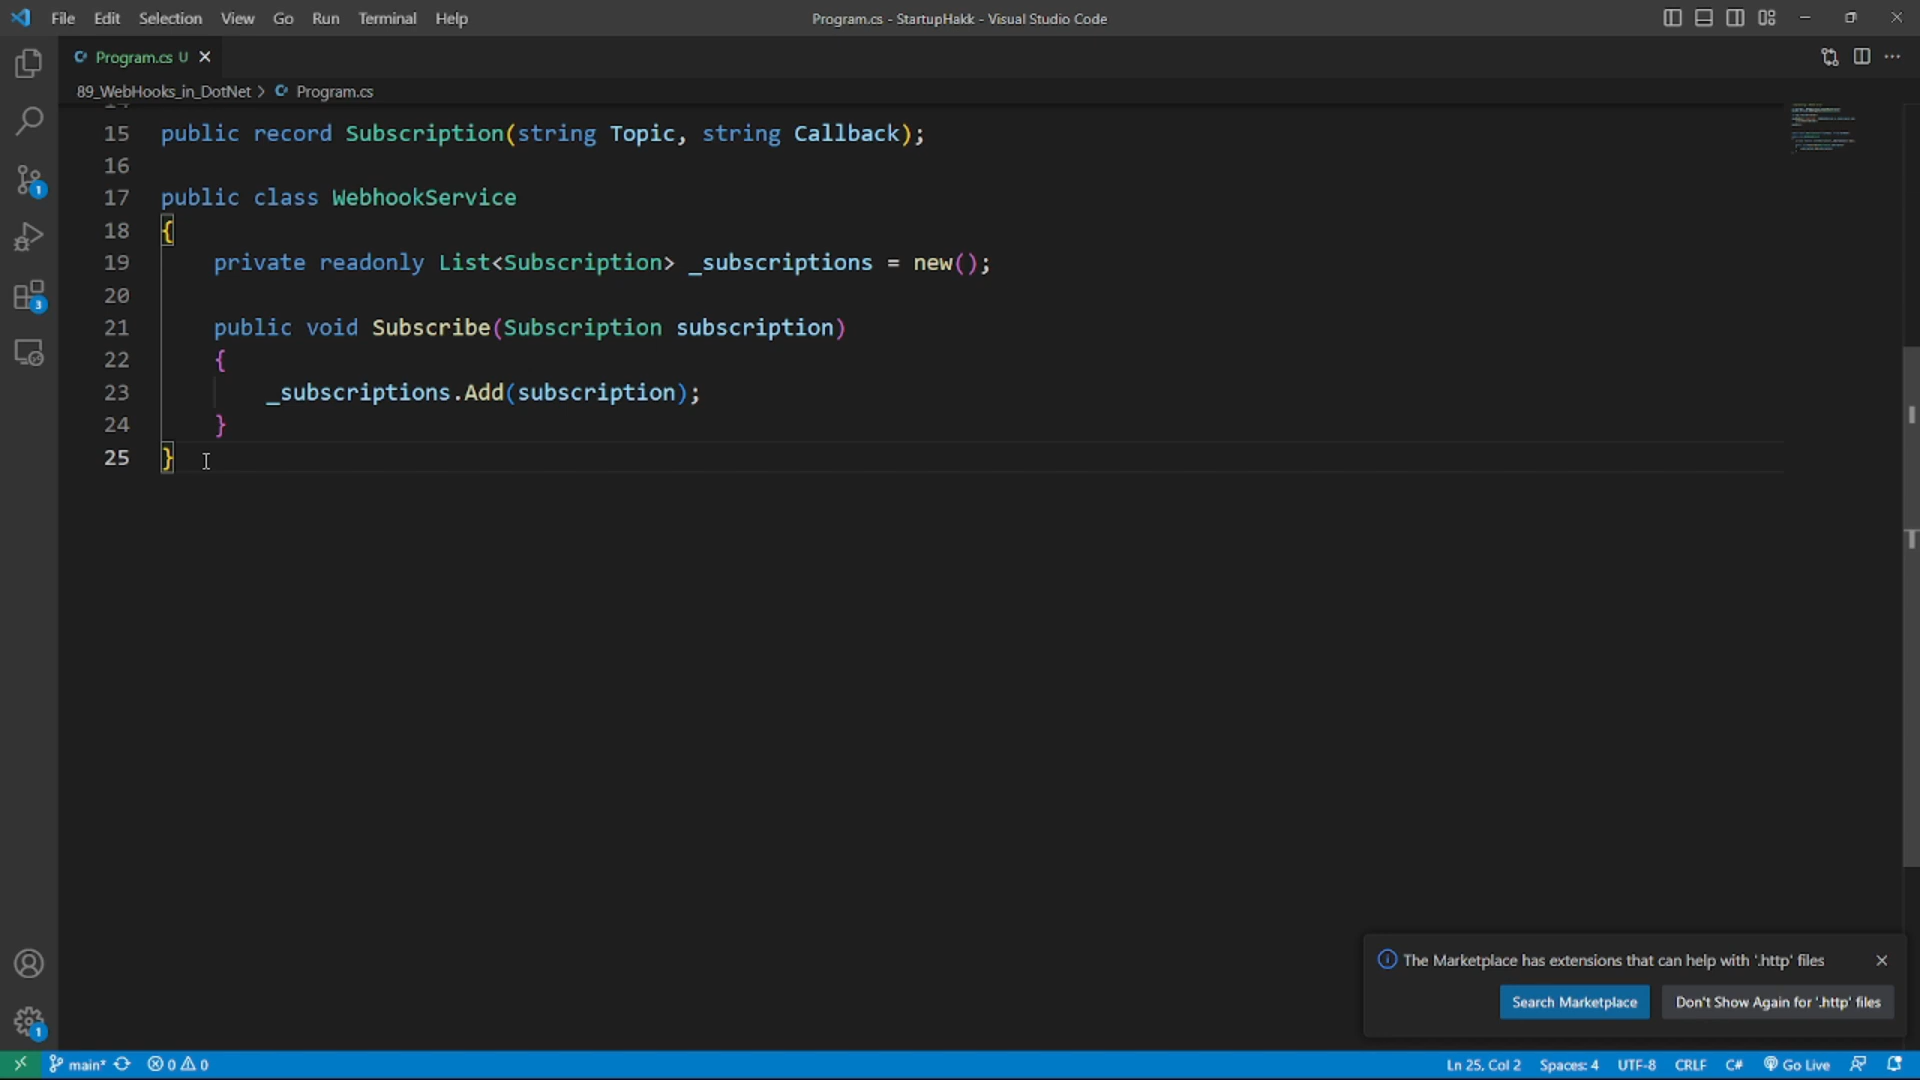 File Edit Selection View Go Run Terminal Help
Program.cs - StartupHakk - Visual Studio Code
Program.cs U
89_WebHooks_in_DotNet > Program.cs
15 public record Subscription(string Topic, string Callback);
16
17 public class WebhookService
18 {
19 private readonly List<Subscription> _subscriptions = new();
20
21 public void Subscribe(Subscription subscription)
22 {
23 _subscriptions.Add(subscription);
24 }
25 }
1
3
The Marketplace has extensions that can help with '.http' files
Search Marketplace Don't Show Again for '.http' files
1
main* 0 0 Ln 25, Col 2 Spaces: 4 UTF-8 CRLF C# Go Live